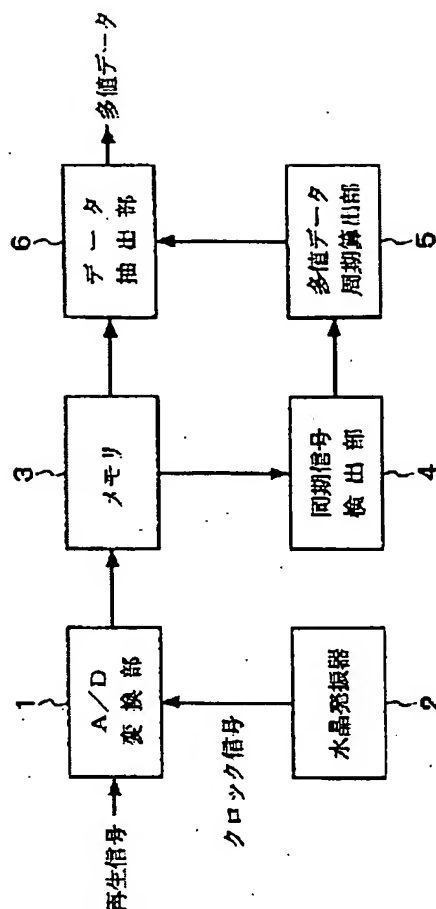 再生信号
1
A/D
変換部
クロック信号
水晶発振器
2
3
メモリ
同期信号
検出部
4
6
データ
抽出部
多値データ
多値データ
周期算出部
5